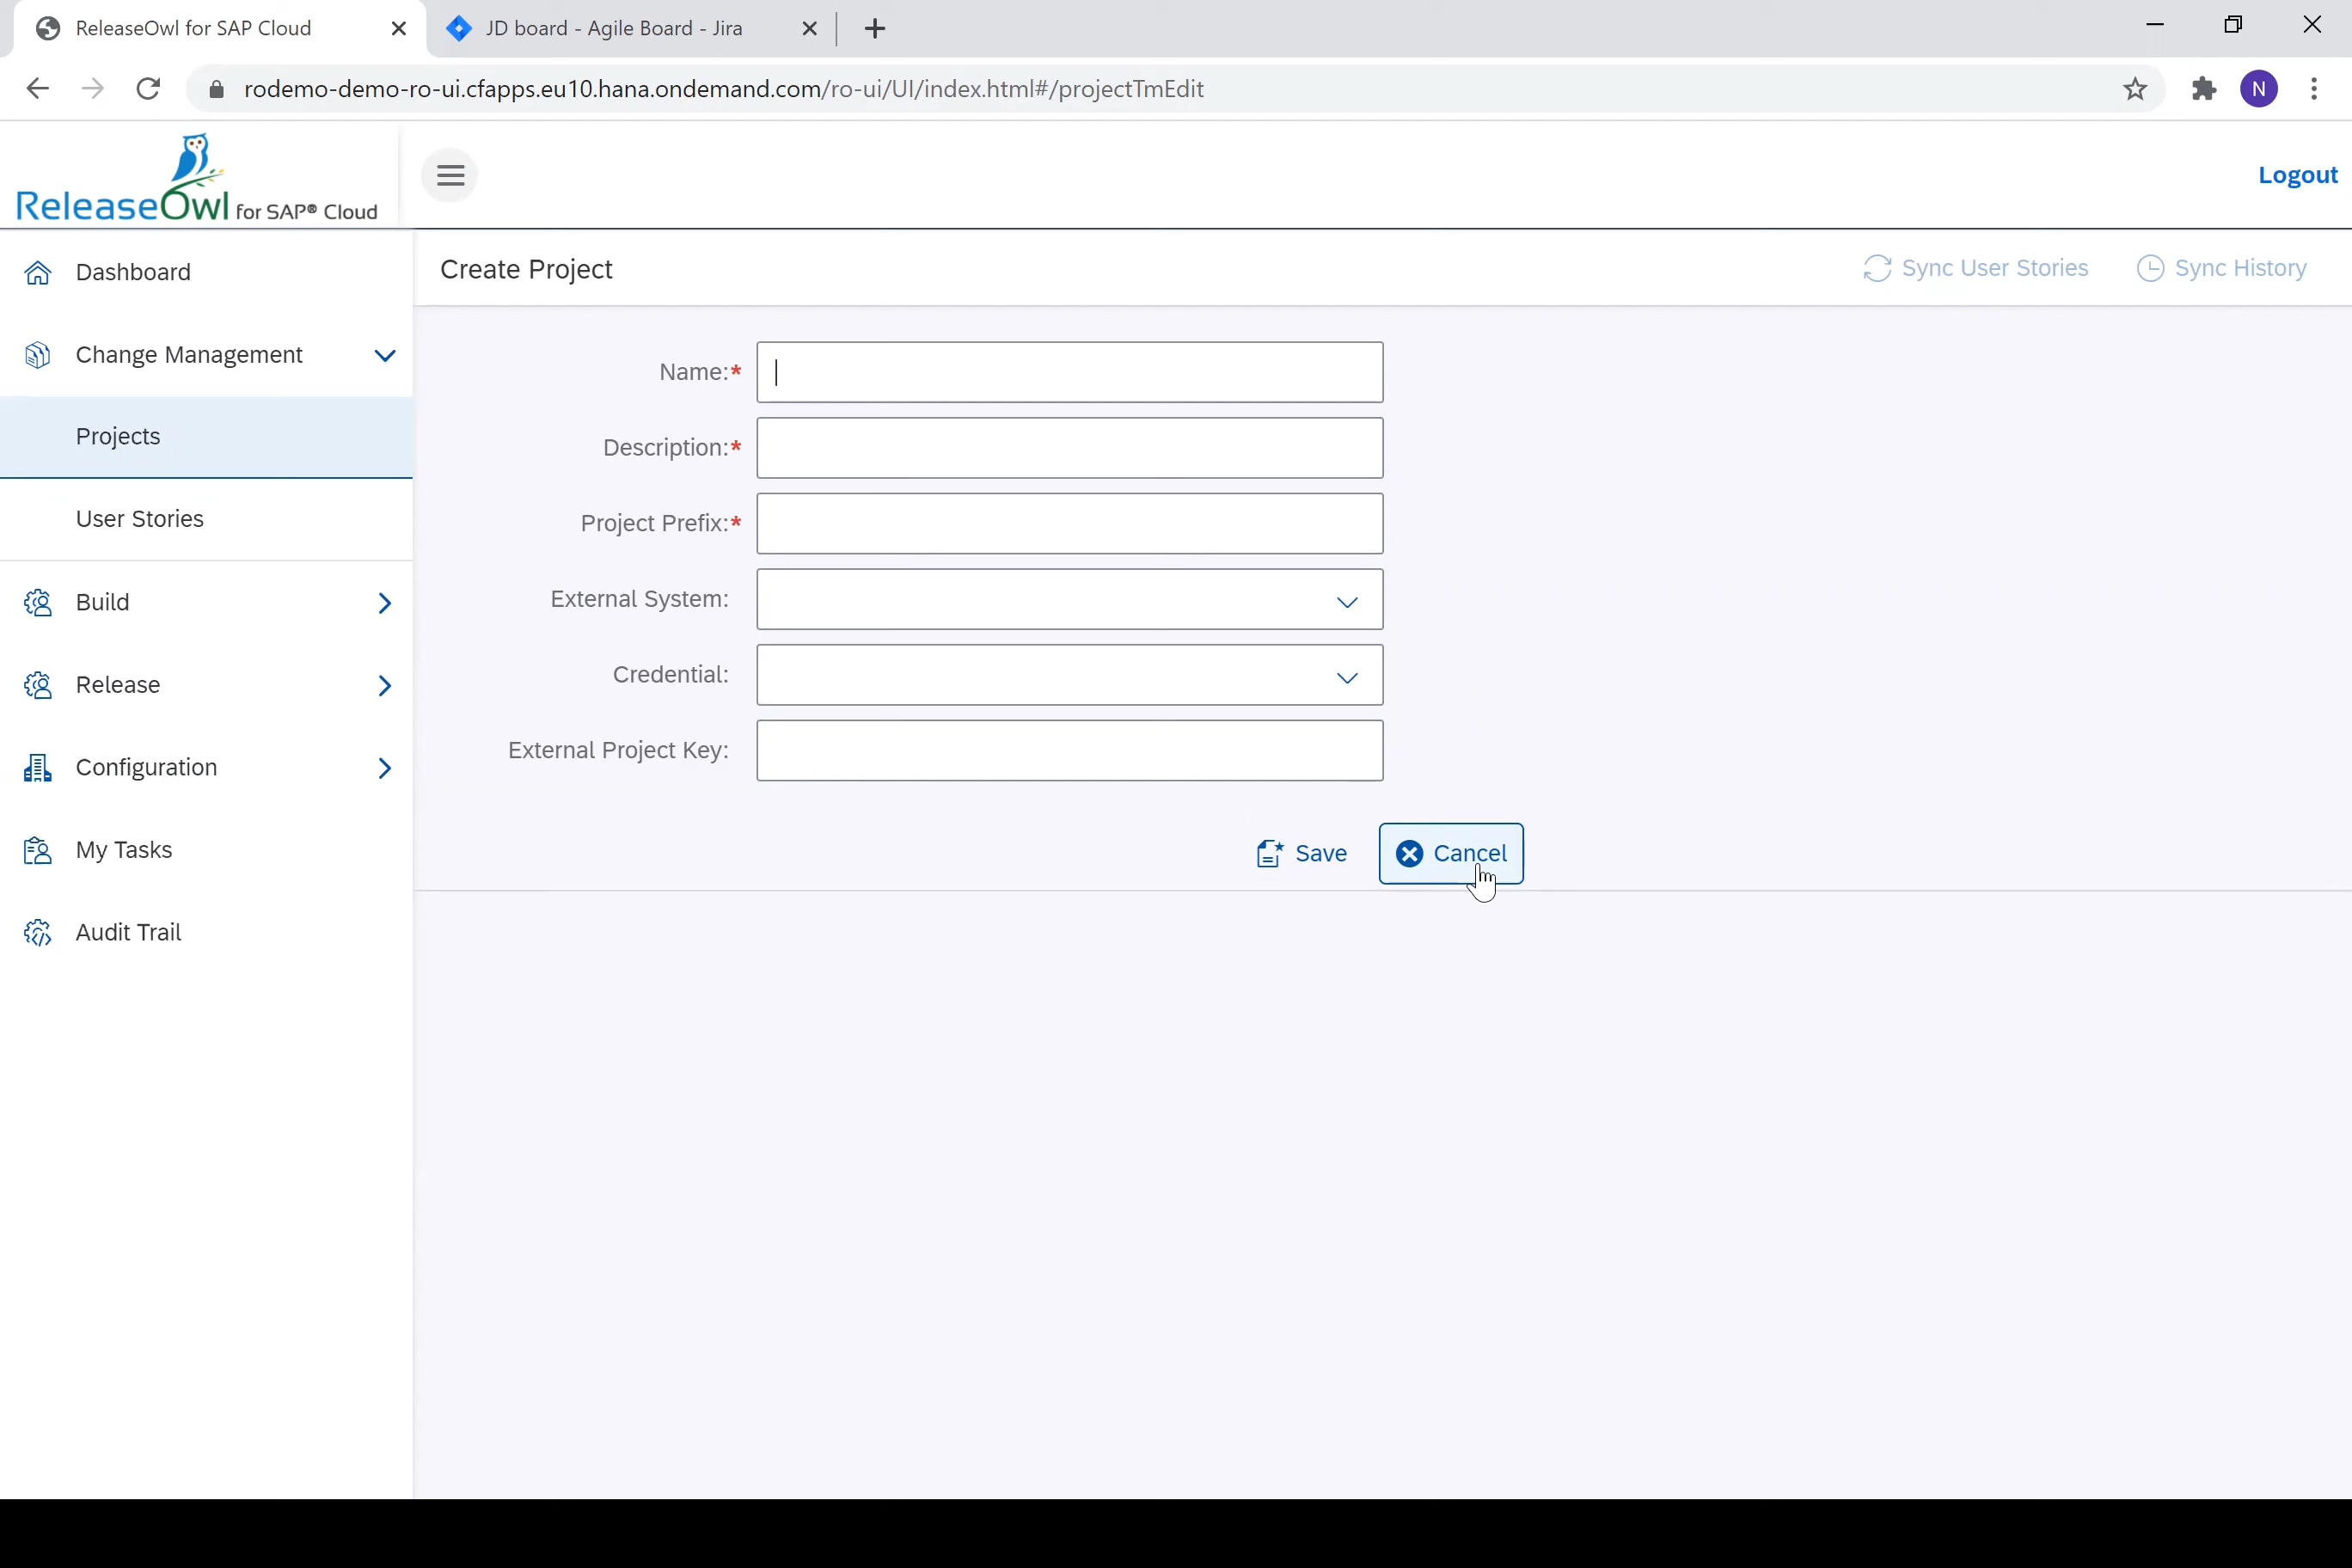 ReleaseOwl for SAP Cloud
JD board - Agile Board - Jira
rodemo-demo-ro-ui.cfapps.eu10.hana.ondemand.com/ro-ui/UI/index.html#/projectTmEdit
N
ReleaseOwl for SAP® Cloud
Logout
Dashboard
Create Project
Sync User Stories
Sync History
Change Management
Projects
User Stories
Build
Release
Configuration
My Tasks
Audit Trail
Name:*
Description:*
Project Prefix:*
External System:
Credential:
External Project Key:
Save
Cancel